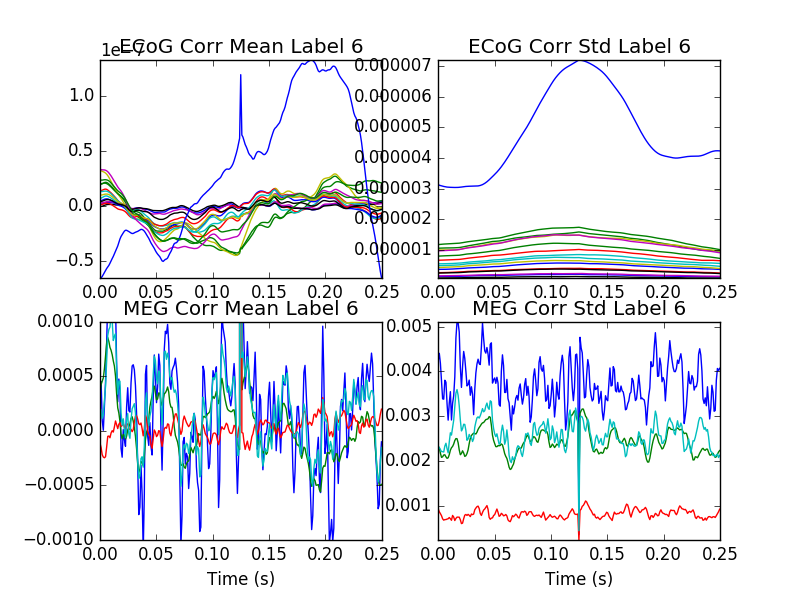 1e−7
ECoG Corr Mean Label 6
1.0
0.5
0.0
−0.5
0.00 0.05 0.10 0.15 0.20 0.25
ECoG Corr Std Label 6
0.000007
0.000006
0.000005
0.000004
0.000003
0.000002
0.000001
0.00 0.05 0.10 0.15 0.20 0.25
MEG Corr Mean Label 6
0.0010
0.0005
0.0000
−0.0005
−0.0010
0.00 0.05 0.10 0.15 0.20 0.25
Time (s)
MEG Corr Std Label 6
0.005
0.004
0.003
0.002
0.001
0.00 0.05 0.10 0.15 0.20 0.25
Time (s)